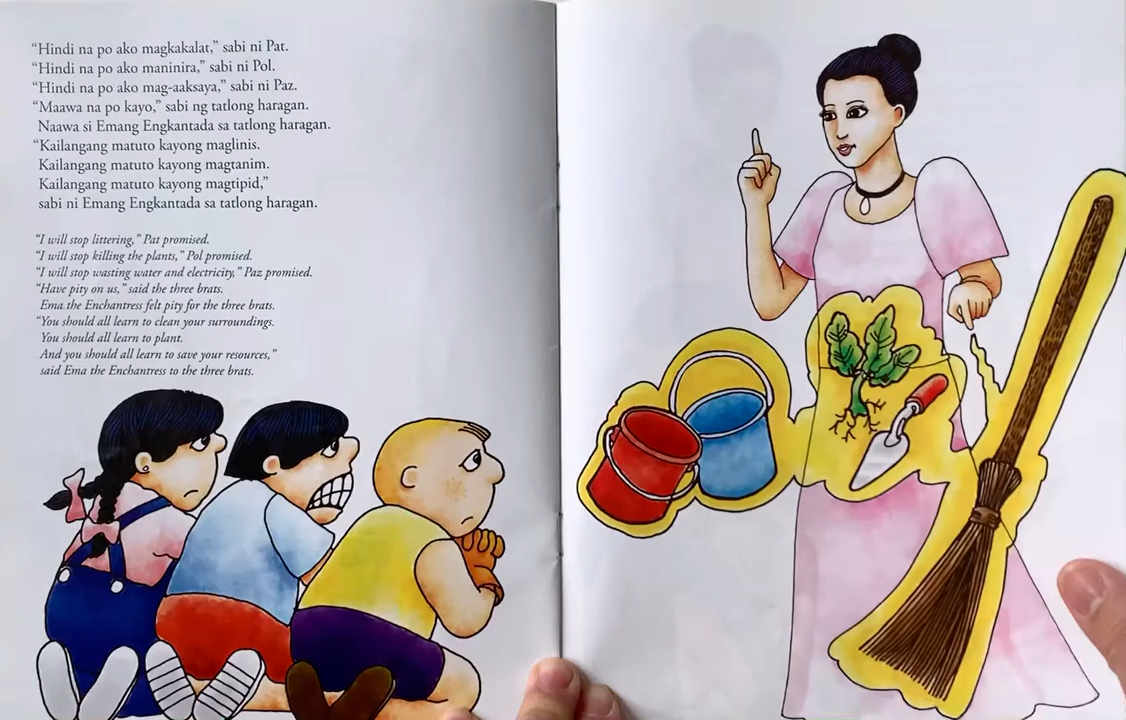 “Hindi na po ako magkakalat,” sabi ni Pat.
“Hindi na po ako maninira,” sabi ni Pol.
“Hindi na po ako mag-aaksaya,” sabi ni Paz.
“Maawa na po kayo,” sabi ng tatlong haragan.
Naawa si Emang Engkantada sa tatlong haragan.
“Kailangang matuto kayong maglinis.
Kailangang matuto kayong magtanim.
Kailangang matuto kayong magtipid,”
sabi ni Emang Engkantada sa tatlong haragan.
“I will stop littering,” Pat promised.
“I will stop killing the plants,” Pol promised.
“I will stop wasting water and electricity,” Paz promised.
“Have pity on us,” said the three brats.
Ema the Enchantress felt pity for the three brats.
“You should all learn to clean your surroundings.
You should all learn to plant.
And you should all learn to save your resources,”
said Ema the Enchantress to the three brats.